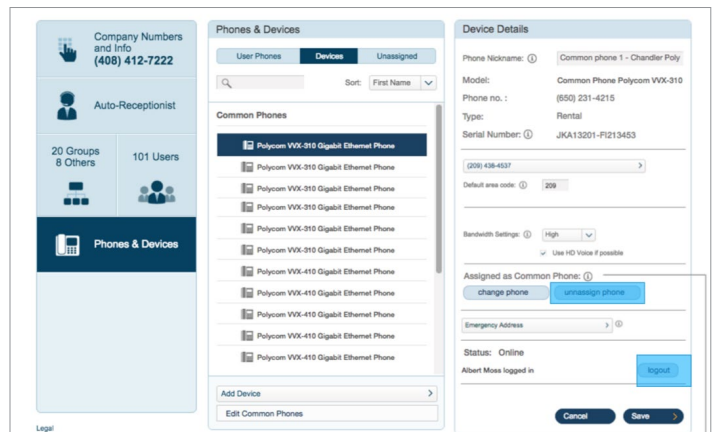 Company Numbers
and Info
(408) 412-7222
Auto-Receptionist
20 Groups
8 Others
101 Users
Phones & Devices
Legal
Phones & Devices
User Phones
Devices
Unassigned
Sort:
First Name
Common Phones
Polycom VVX-310 Gigabit Ethernet Phone
Polycom VVX-310 Gigabit Ethernet Phone
Polycom VVX-310 Gigabit Ethernet Phone
Polycom VVX-310 Gigabit Ethernet Phone
Polycom VVX-310 Gigabit Ethernet Phone
Polycom VVX-310 Gigabit Ethernet Phone
Polycom VVX-410 Gigabit Ethernet Phone
Polycom VVX-410 Gigabit Ethernet Phone
Polycom VVX-410 Gigabit Ethernet Phone
Polycom VVX-410 Gigabit Ethernet Phone
Polycom VVX-410 Gigabit Ethernet Phone
Add Device
Edit Common Phones
Device Details
Phone Nickname: Common phone 1 - Chandler Poly
Model: Common Phone Polycom VVX-310
Phone no. : (650) 231-4215
Type: Rental
Serial Number: JKA13201-FI213453
(209) 438-4537
Default area code: 209
Bandwidth Settings: High
Use HD Voice if possible
Assigned as Common Phone:
change phone
unnassign phone
Emergency Address
Status: Online
Albert Moss logged in
logout
Cancel
Save